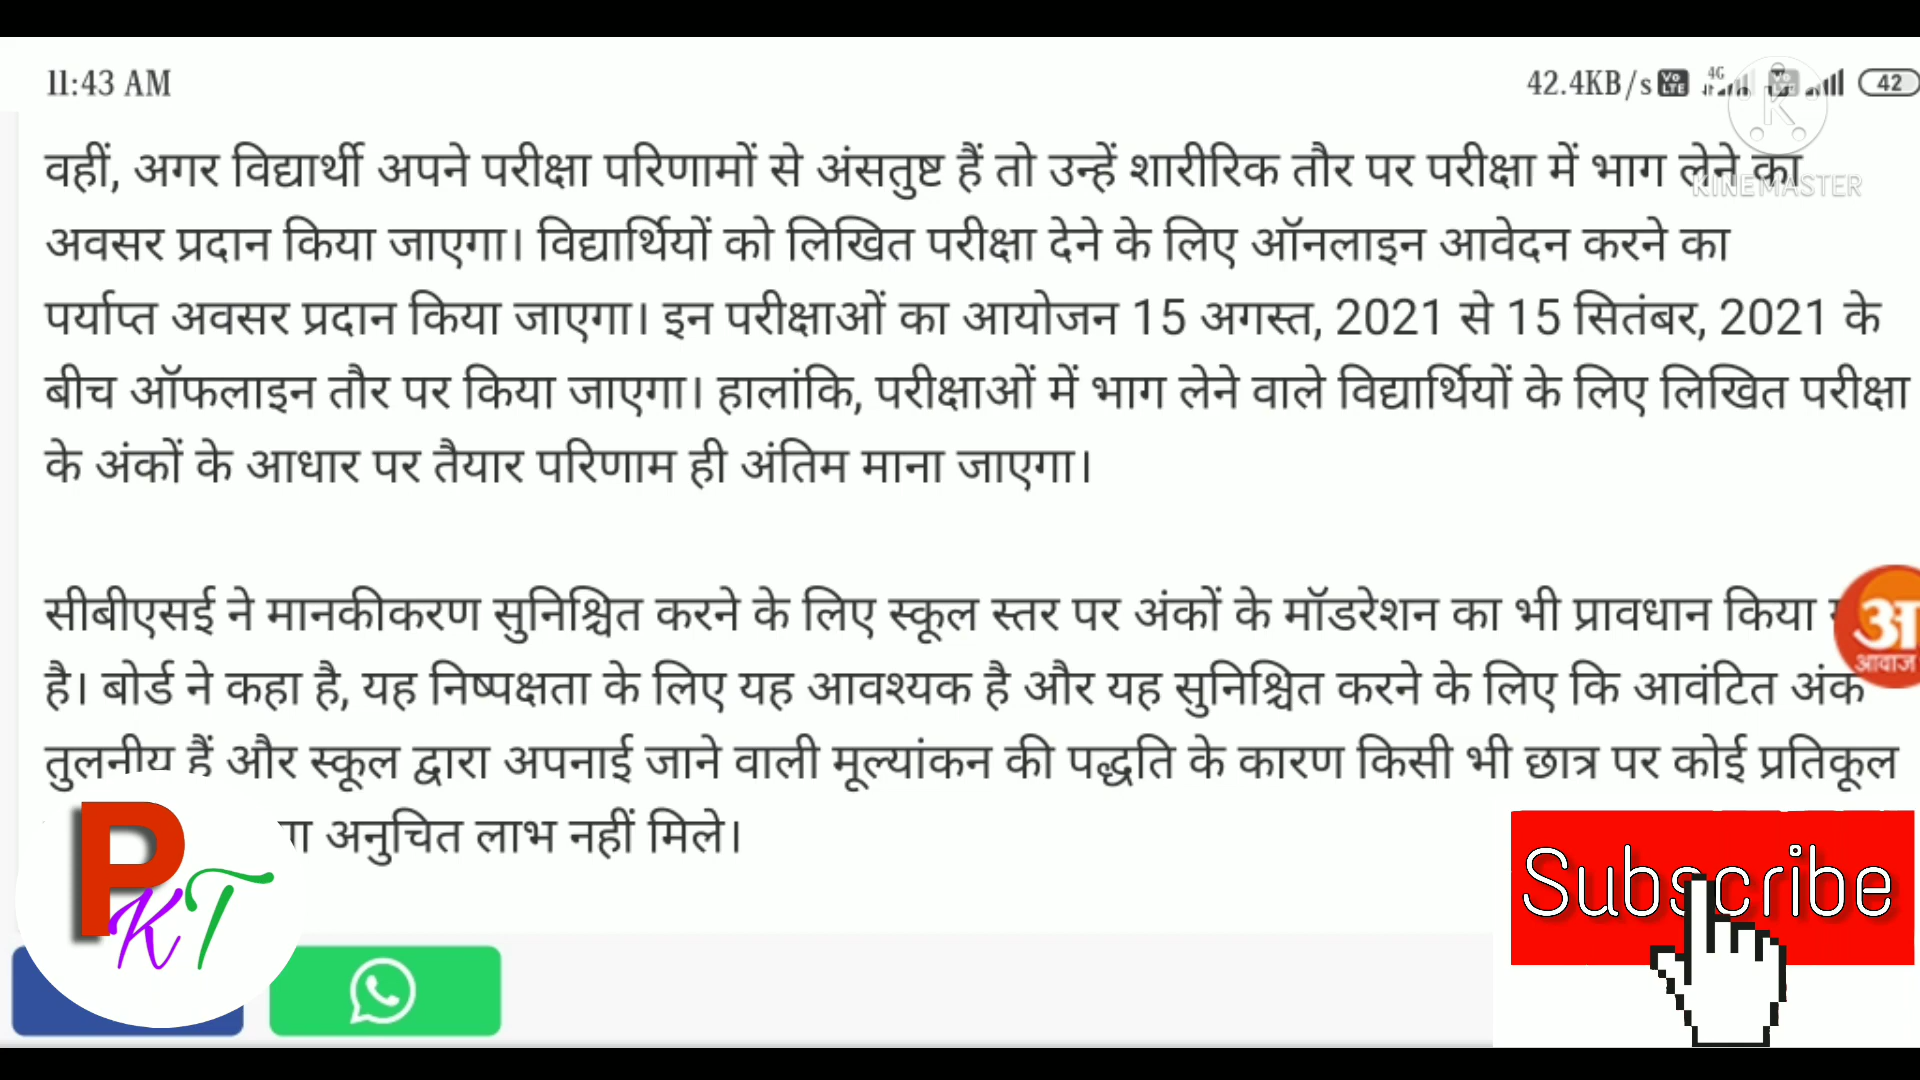 11:43 AM
42.4KB/s Vo LTE 4G 42
KINEMASTER
वहीं, अगर विद्यार्थी अपने परीक्षा परिणामों से अंसतुष्ट हैं तो उन्हें शारीरिक तौर पर परीक्षा में भाग लेने का
अवसर प्रदान किया जाएगा। विद्यार्थियों को लिखित परीक्षा देने के लिए ऑनलाइन आवेदन करने का
पर्याप्त अवसर प्रदान किया जाएगा। इन परीक्षाओं का आयोजन 15 अगस्त, 2021 से 15 सितंबर, 2021 के
बीच ऑफलाइन तौर पर किया जाएगा। हालांकि, परीक्षाओं में भाग लेने वाले विद्यार्थियों के लिए लिखित परीक्षा
के अंकों के आधार पर तैयार परिणाम ही अंतिम माना जाएगा।
सीबीएसई ने मानकीकरण सुनिश्चित करने के लिए स्कूल स्तर पर अंकों के मॉडरेशन का भी प्रावधान किया
है। बोर्ड ने कहा है, यह निष्पक्षता के लिए यह आवश्यक है और यह सुनिश्चित करने के लिए कि आवंटित अंक
अ
आवाज
तुलनीय हैं और स्कूल द्वारा अपनाई जाने वाली मूल्यांकन की पद्धति के कारण किसी भी छात्र पर कोई प्रतिकूल
अनुचित लाभ नहीं मिले।
PKT
Subscribe